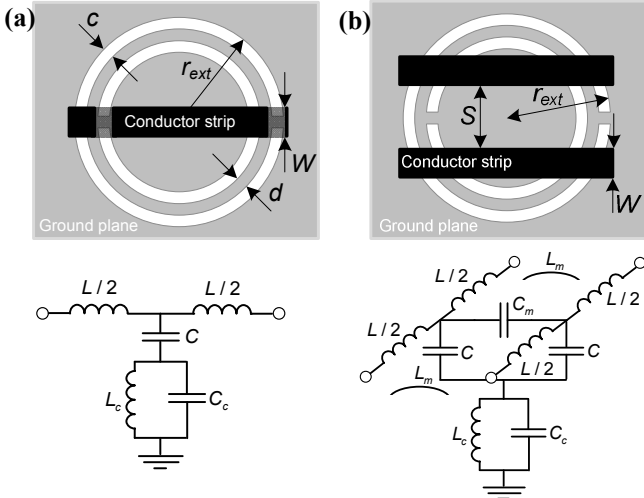 (a)
c
r_ext
Conductor strip
W
d
Ground plane
(b)
r_ext
S
Conductor strip
W
Ground plane
L / 2
L / 2
C
L_c
C_c
L / 2
L_m
L / 2
C_m
L / 2
C
C
L / 2
L_m
L_c
C_c